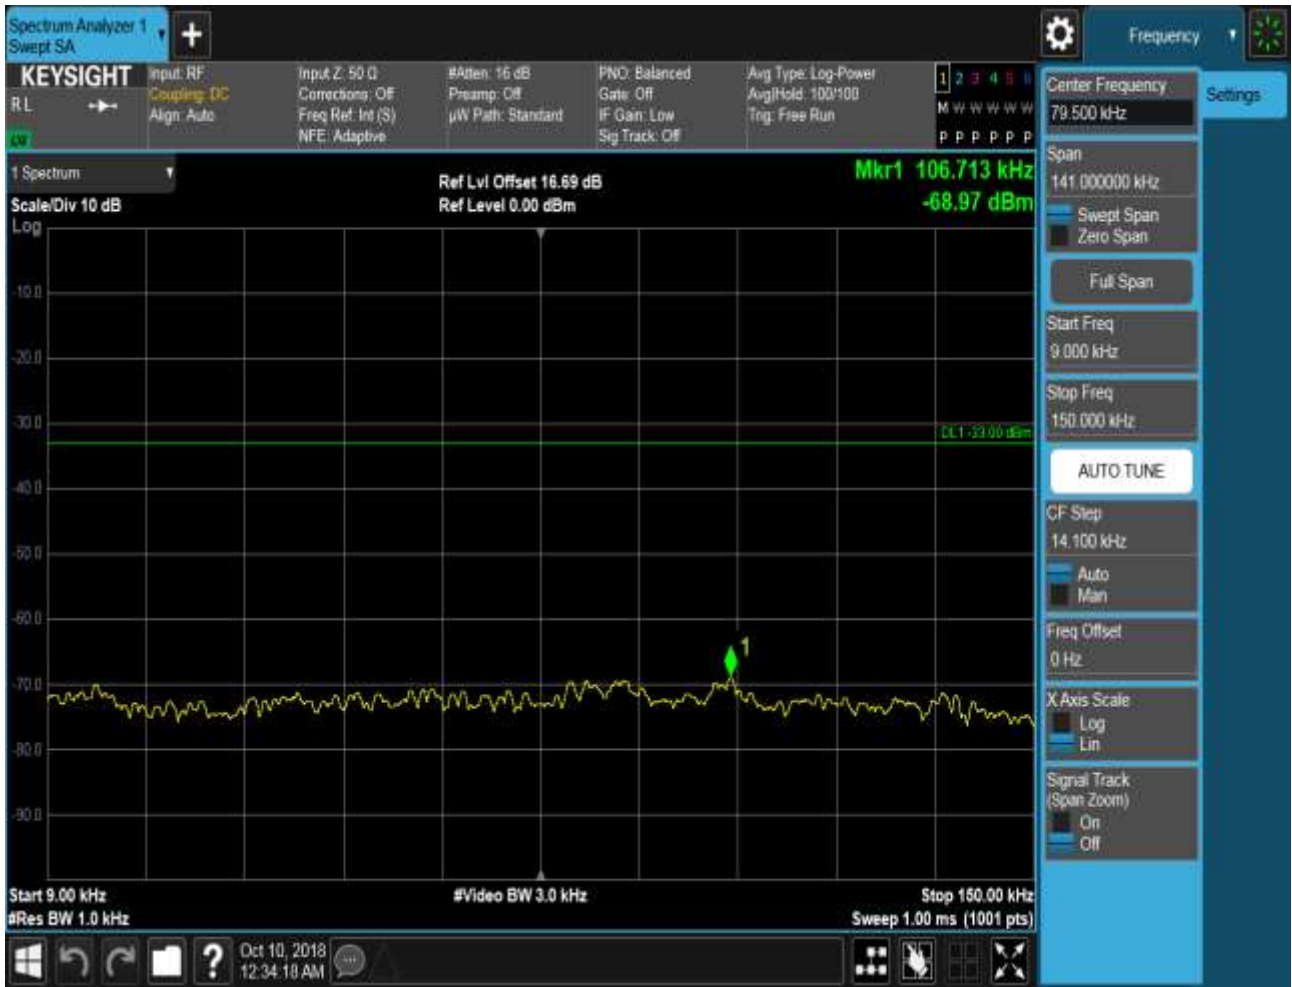 Spectrum Analyzer 1
Swept SA
+
Frequency
KEYSIGHT
RL
Input: RF
Coupling: DC
Align: Auto
Input Z: 50 Ω
Corrections: Off
Freq Ref: Int (S)
NFE: Adaptive
#Atten: 16 dB
Preamp: Off
µW Path: Standard
PNO: Balanced
Gate: Off
IF Gain: Low
Sig Track: Off
Avg Type: Log-Power
Avg|Hold: 100/100
Trig: Free Run
1 2 3 4 5 6
M W W W W W
P P P P P P
1 Spectrum
Scale/Div 10 dB
Log
Ref Lvl Offset 16.69 dB
Ref Level 0.00 dBm
Mkr1 106.713 kHz
-68.97 dBm
-10.0
-20.0
-30.0
-40.0
-50.0
-60.0
-70.0
-80.0
-90.0
DL1 -33.00 dBm
1
Start 9.00 kHz
#Res BW 1.0 kHz
#Video BW 3.0 kHz
Stop 150.00 kHz
Sweep 1.00 ms (1001 pts)
Center Frequency
79.500 kHz
Settings
Span
141.000000 kHz
Swept Span
Zero Span
Full Span
Start Freq
9.000 kHz
Stop Freq
150.000 kHz
AUTO TUNE
CF Step
14.100 kHz
Auto
Man
Freq Offset
0 Hz
X Axis Scale
Log
Lin
Signal Track
(Span Zoom)
On
Off
?
Oct 10, 2018
12:34:18 AM